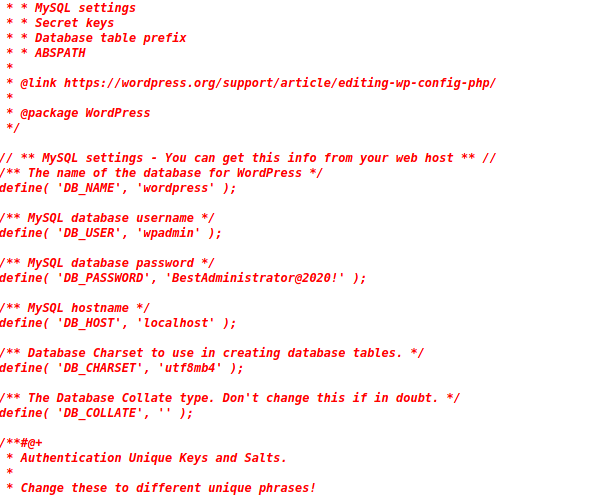 * * MySQL settings
* * Secret keys
* * Database table prefix
* * ABSPATH
*
* @link https://wordpress.org/support/article/editing-wp-config-php/
*
* @package WordPress
*/
// ** MySQL settings - You can get this info from your web host ** //
/** The name of the database for WordPress */
define( 'DB_NAME', 'wordpress' );
/** MySQL database username */
define( 'DB_USER', 'wpadmin' );
/** MySQL database password */
define( 'DB_PASSWORD', 'BestAdministrator@2020!' );
/** MySQL hostname */
define( 'DB_HOST', 'localhost' );
/** Database Charset to use in creating database tables. */
define( 'DB_CHARSET', 'utf8mb4' );
/** The Database Collate type. Don't change this if in doubt. */
define( 'DB_COLLATE', '' );
/**#@+
* Authentication Unique Keys and Salts.
*
* Change these to different unique phrases!